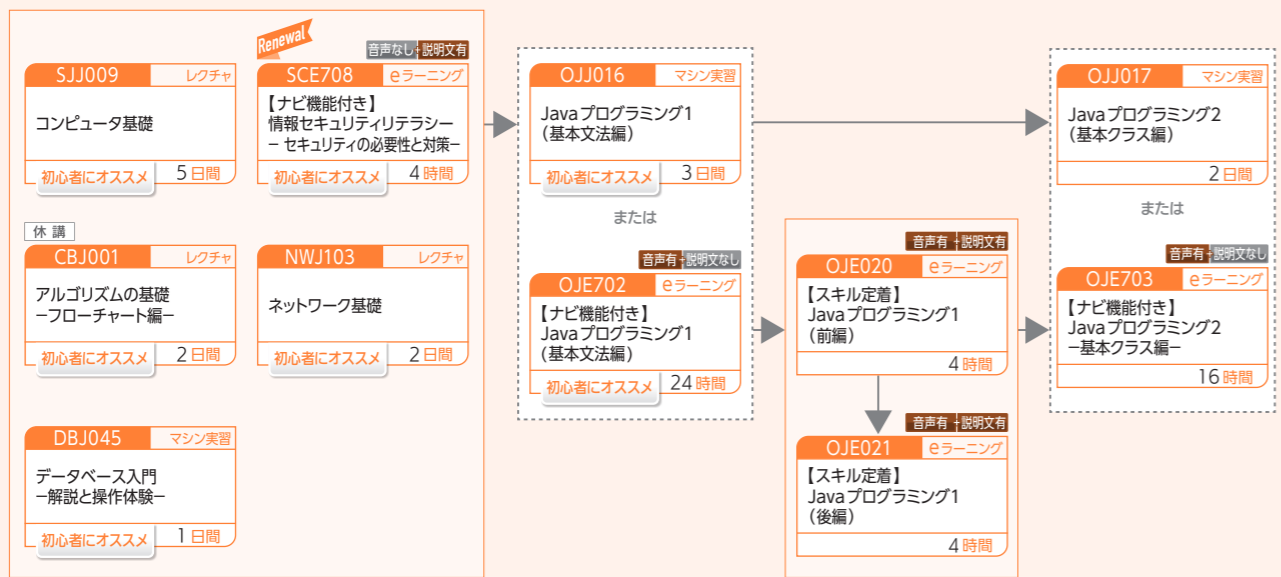 Renewal
音声なし 説明文有
SJJ009 レクチャ
コンピュータ基礎
初心者にオススメ 5日間
SCE708 eラーニング
【ナビ機能付き】
情報セキュリティリテラシー
− セキュリティの必要性と対策−
初心者にオススメ 4時間
休講
CBJ001 レクチャ
アルゴリズムの基礎
−フローチャート編−
初心者にオススメ 2日間
NWJ103 レクチャ
ネットワーク基礎
初心者にオススメ 2日間
DBJ045 マシン実習
データベース入門
−解説と操作体験−
初心者にオススメ 1日間
OJJ016 マシン実習
Javaプログラミング1
（基本文法編）
初心者にオススメ 3日間
または
音声有 説明文なし
OJE702 eラーニング
【ナビ機能付き】
Javaプログラミング1
（基本文法編）
初心者にオススメ 24時間
音声有 説明文有
OJE020 eラーニング
【スキル定着】
Javaプログラミング1
（前編）
4時間
音声有 説明文有
OJE021 eラーニング
【スキル定着】
Javaプログラミング1
（後編）
4時間
OJJ017 マシン実習
Javaプログラミング2
（基本クラス編）
2日間
または
音声有 説明文なし
OJE703 eラーニング
【ナビ機能付き】
Javaプログラミング2
−基本クラス編−
16時間